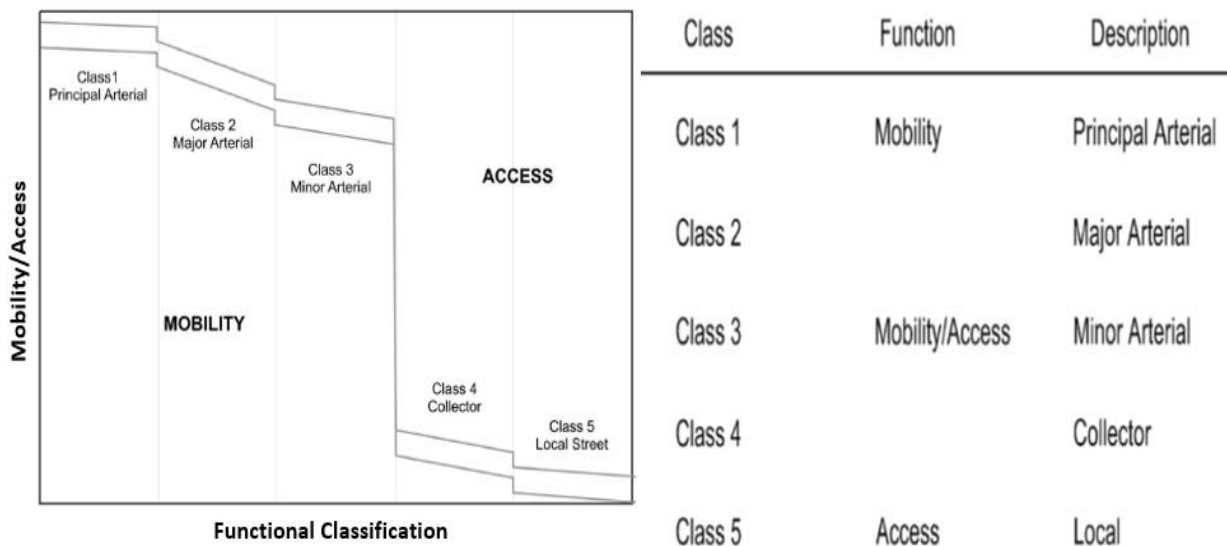 Mobility/Access
Class1
Principal Arterial
Class 2
Major Arterial
Class 3
Minor Arterial
ACCESS
MOBILITY
Class 4
Collector
Class 5
Local Street
Functional Classification
Class Function Description
Class 1 Mobility Principal Arterial
Class 2 Major Arterial
Class 3 Mobility/Access Minor Arterial
Class 4 Collector
Class 5 Access Local